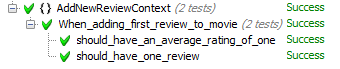 {} AddNewReviewContext (2 tests) Success
When_adding_first_review_to_movie (2 tests) Success
should_have_an_average_rating_of_one Success
should_have_one_review Success